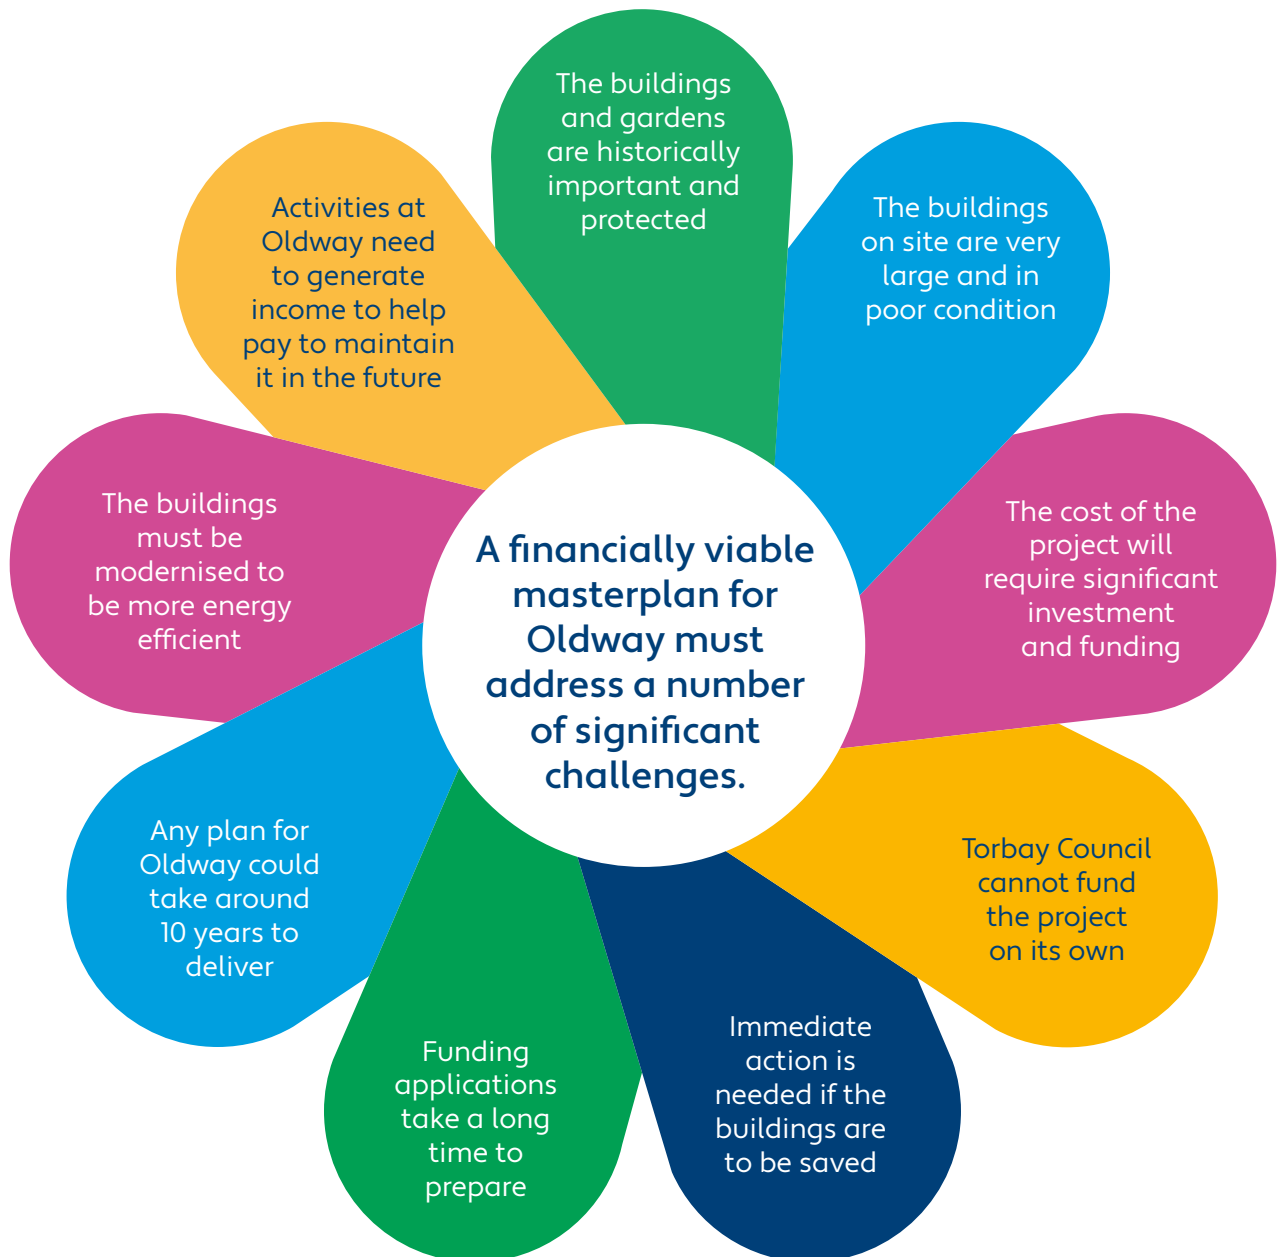 The buildings
and gardens
are historically
important and
protected
The buildings
on site are very
large and in
poor condition
The cost of the
project will
require significant
investment
and funding
Torbay Council
cannot fund
the project
on its own
Immediate
action is
needed if the
buildings are
to be saved
Funding
applications
take a long
time to
prepare
Any plan for
Oldway could
take around
10 years to
deliver
The buildings
must be
modernised to
be more energy
efficient
Activities at
Oldway need
to generate
income to help
pay to maintain
it in the future
A financially viable
masterplan for
Oldway must
address a number
of significant
challenges.